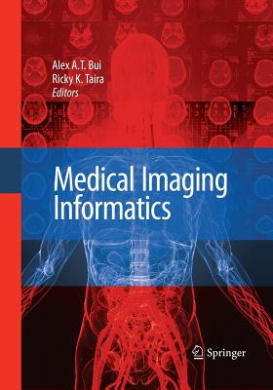 Alex A.T. Bui
Ricky K. Taira
Editors
Medical Imaging
Informatics
Springer